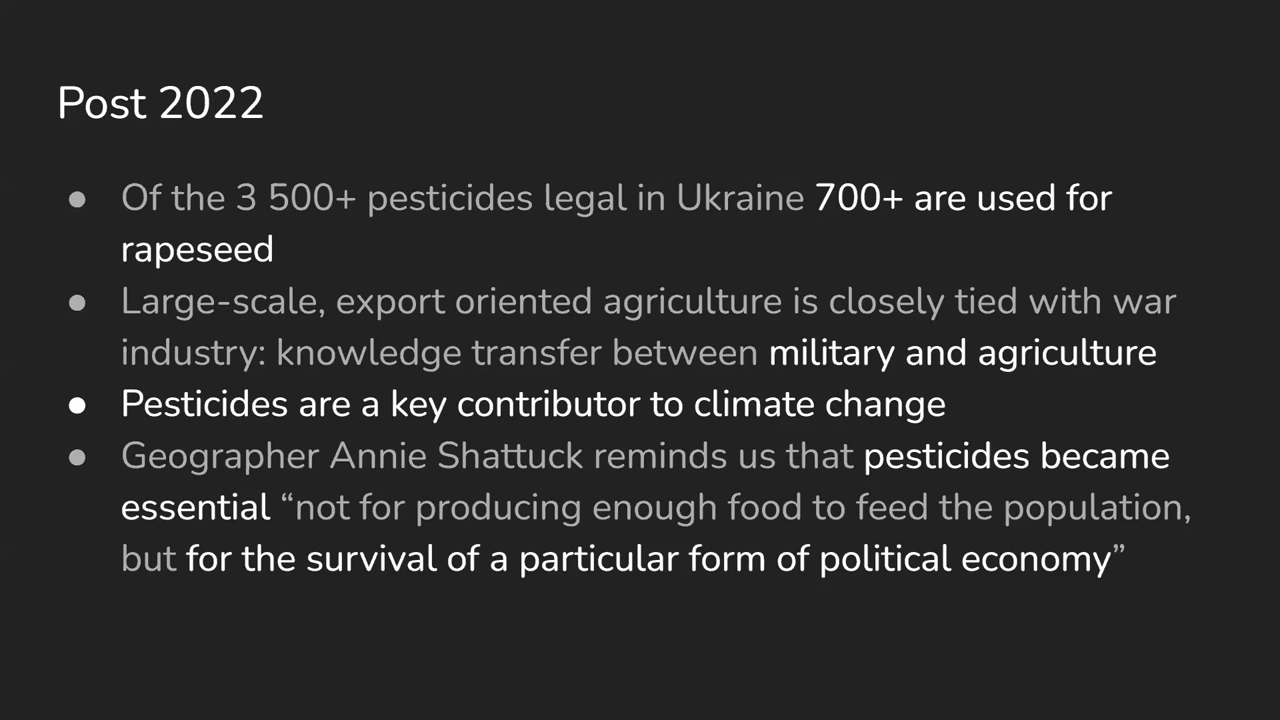 Post 2022
● Of the 3 500+ pesticides legal in Ukraine 700+ are used for
rapeseed
● Large-scale, export oriented agriculture is closely tied with war
industry: knowledge transfer between military and agriculture
● Pesticides are a key contributor to climate change
● Geographer Annie Shattuck reminds us that pesticides became
essential “not for producing enough food to feed the population,
but for the survival of a particular form of political economy”